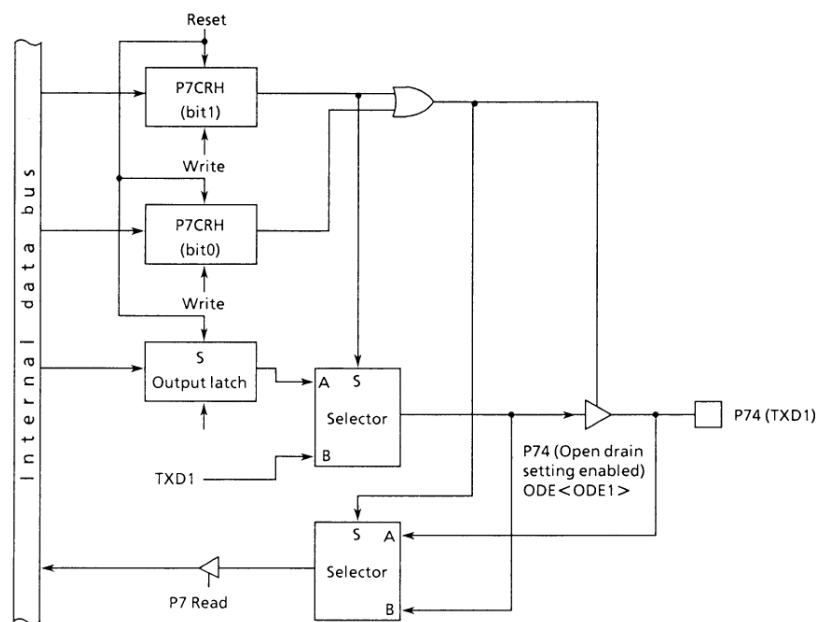 Reset
P7CRH
(bit1)
Write
P7CRH
(bit0)
Write
S
Output latch
A S
Selector
B
TXD1
P74 (TXD1)
P74 (Open drain
setting enabled)
ODE<ODE1>
S A
Selector
B
P7 Read
Internal data bus